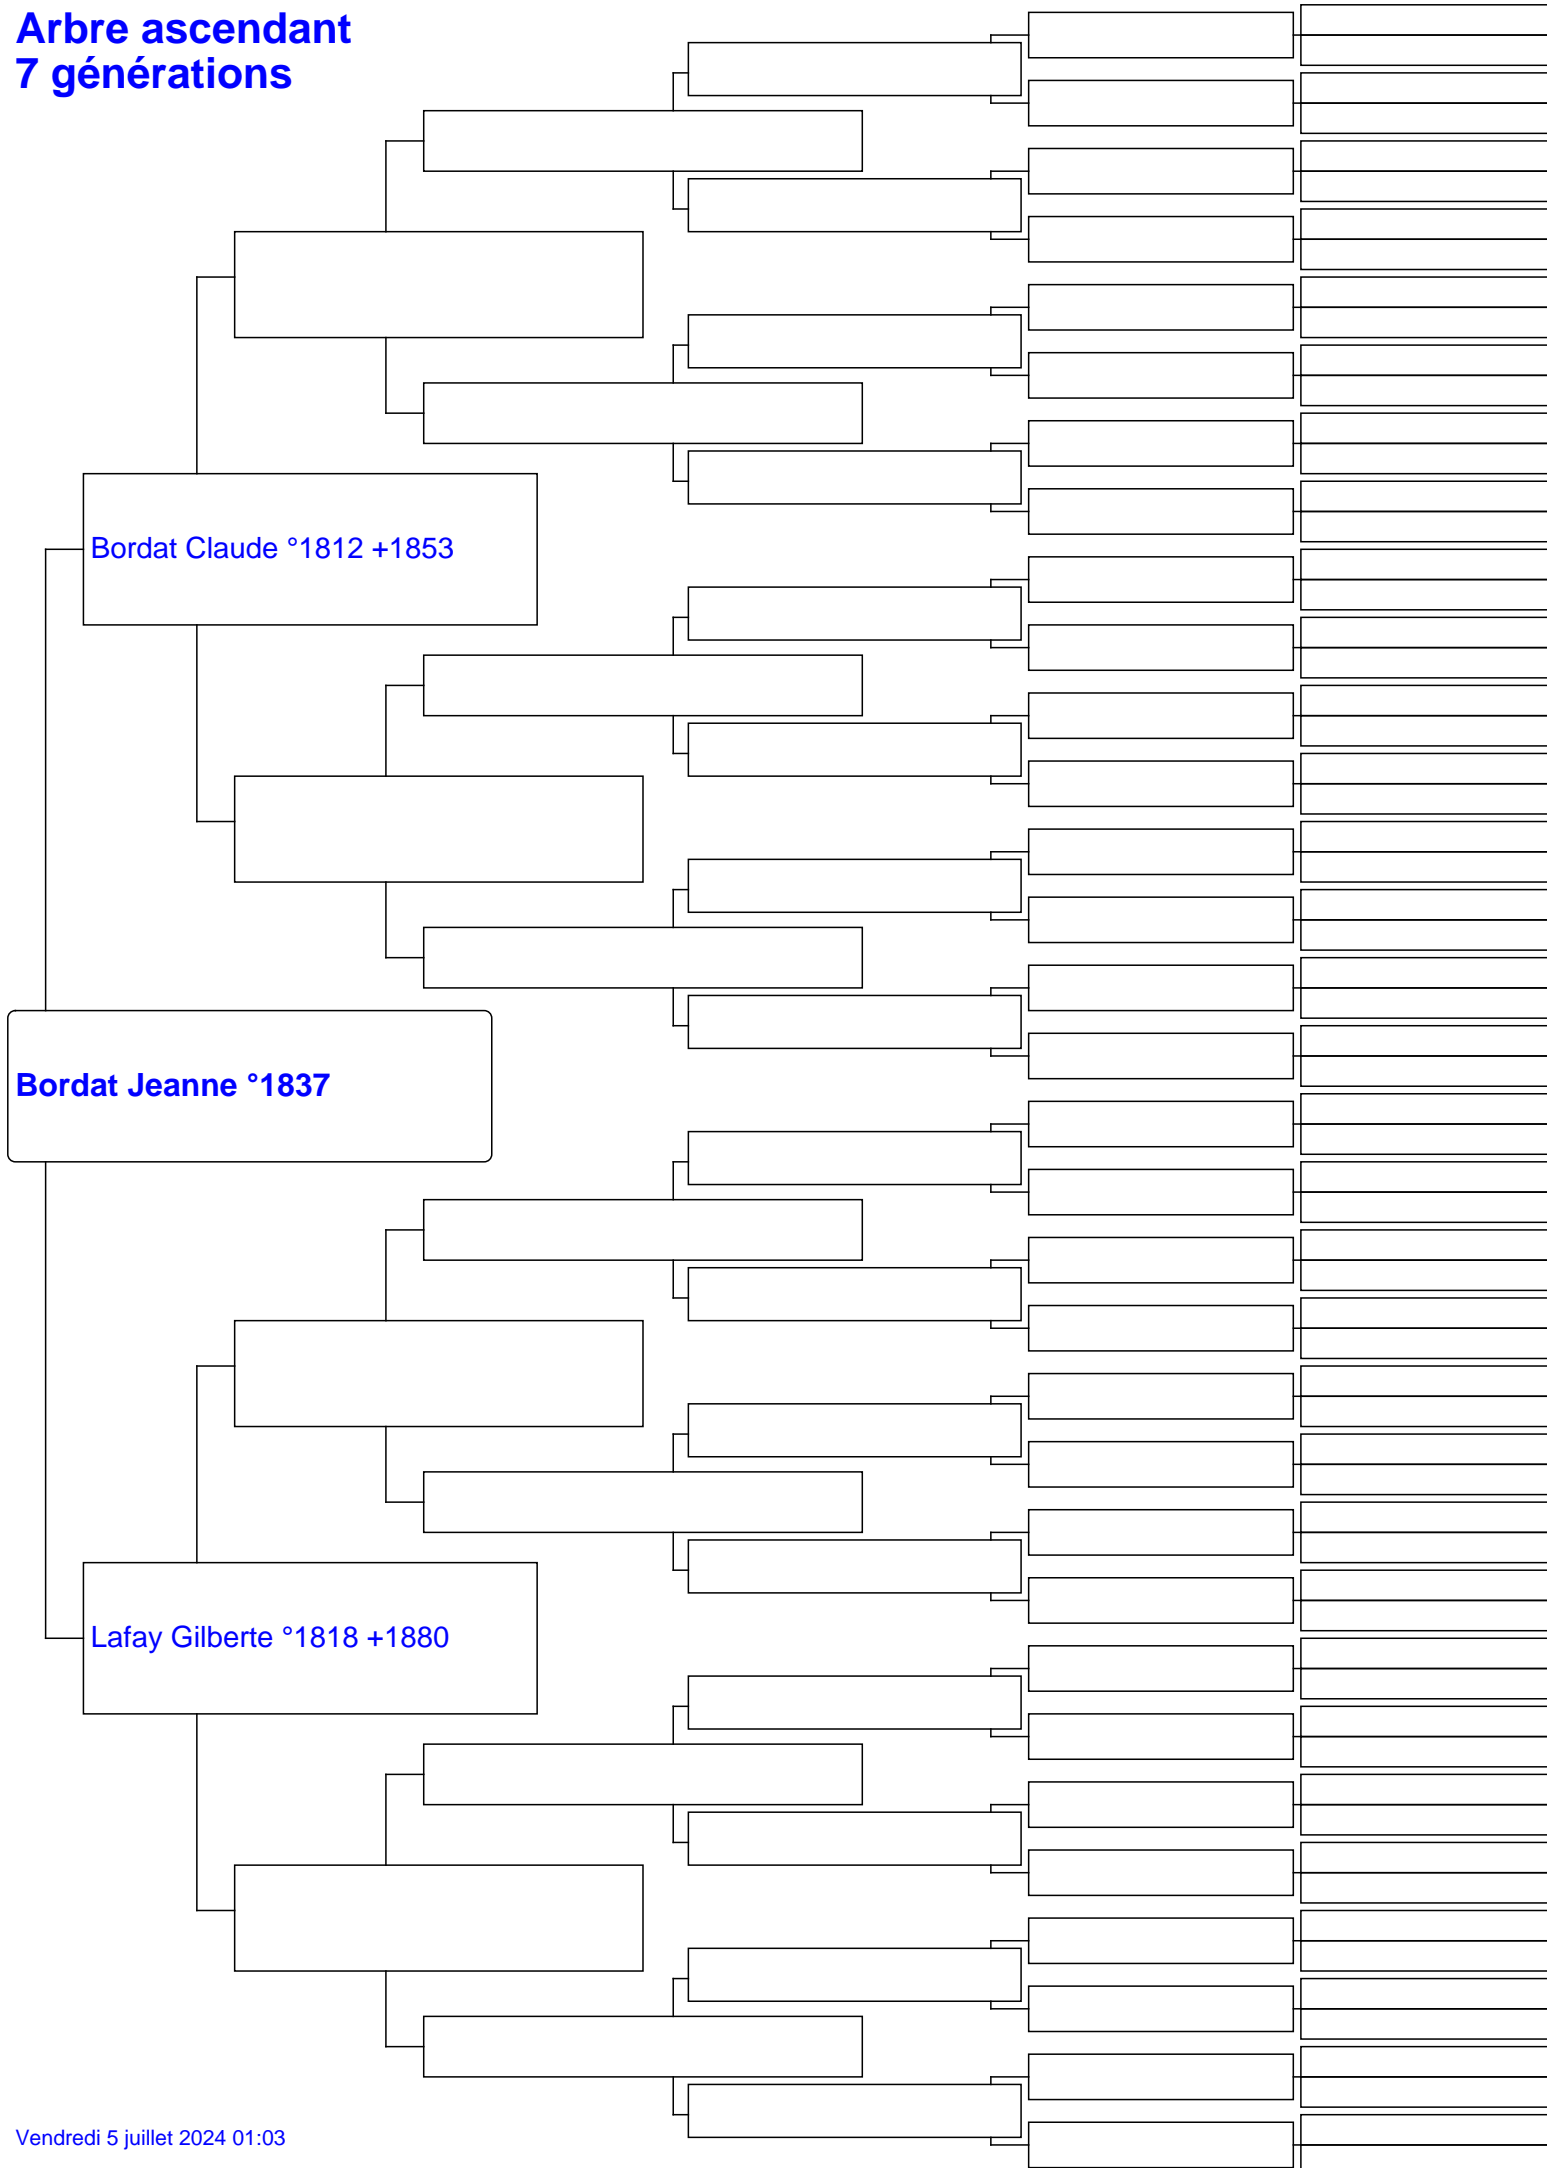 Arbre ascendant
7 générations
Bordat Claude °1812 +1853
Bordat Jeanne °1837
Lafay Gilberte °1818 +1880
Vendredi 5 juillet 2024 01:03